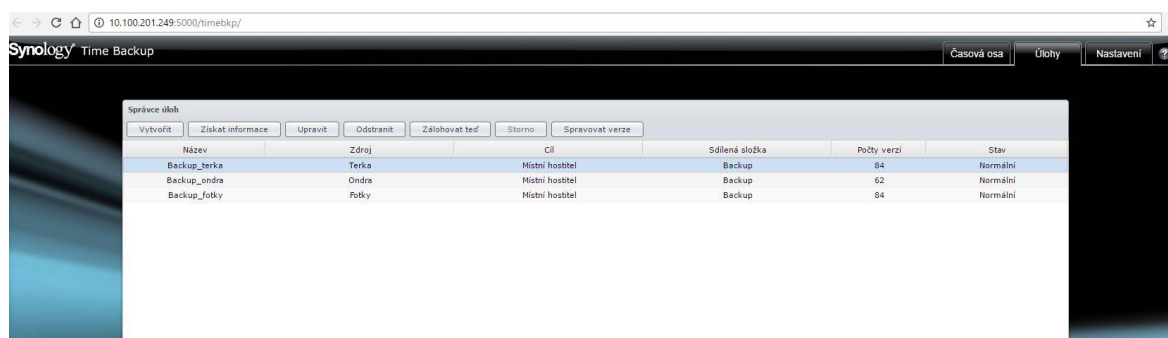 10.100.201.249:5000/timebkp/
Synology Time Backup Časová osa Úlohy Nastavení ?
Správce úloh
Vytvořit Získat informace Upravit Odstranit Zálohovat teď Storno Spravovat verze
Název Zdroj Cíl Sdílená složka Počty verzí Stav
Backup_terka Terka Místní hostitel Backup 84 Normální
Backup_ondra Ondra Místní hostitel Backup 62 Normální
Backup_fotky Fotky Místní hostitel Backup 84 Normální